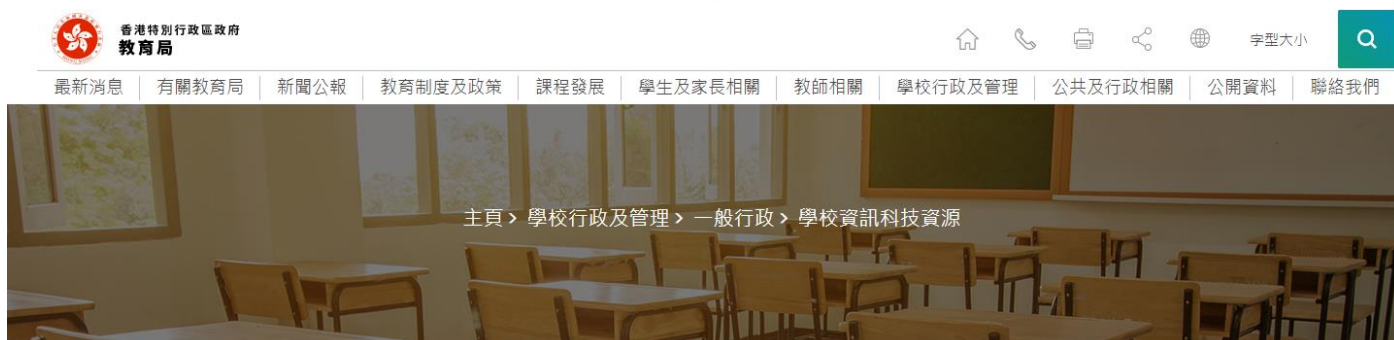 香港特別行政區政府
教育局
字型大小
最新消息 有關教育局 新聞公報 教育制度及政策 課程發展 學生及家長相關 教師相關 學校行政及管理 公共及行政相關 公開資料 聯絡我們
主頁 > 學校行政及管理 > 一般行政 > 學校資訊科技資源